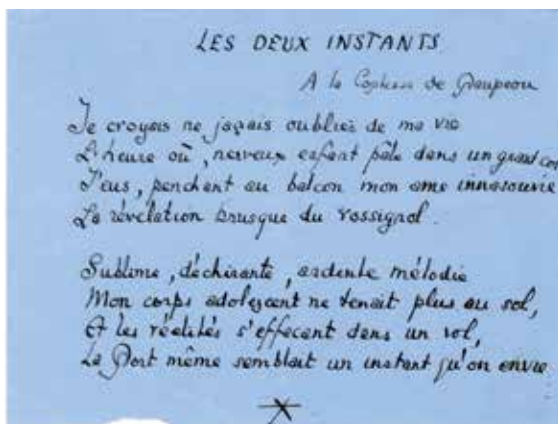 LES DEUX INSTANTS
A la Comtesse de Maupeou
Je croyais ne jamais oublier de ma vie
L'heure où, nerveux enfant pâle dans un grand col
J'eus, penchant au balcon mon âme inassouvie
La révélation brusque du rossignol.
Sublime, déchirante, ardente mélodie
Mon corps adolescent ne tenait plus au sol,
Et les réalités s'effaçant dans un vol,
La Mort même semblait un instant qu'on envie